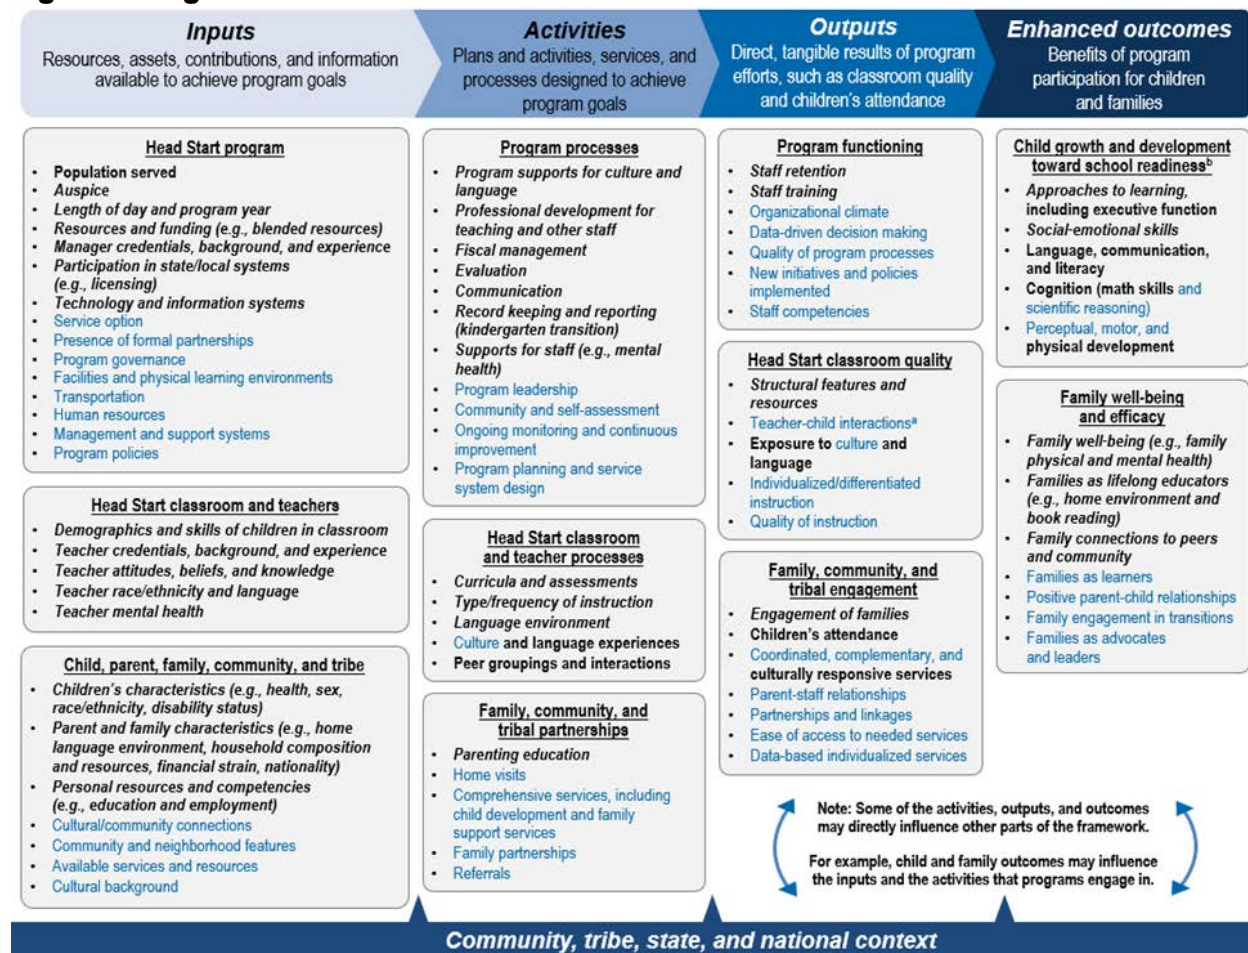 Inputs
Resources, assets, contributions, and information
available to achieve program goals
Activities
Plans and activities, services, and
processes designed to achieve
program goals
Outputs
Direct, tangible results of program
efforts, such as classroom quality
and children's attendance
Enhanced outcomes
Benefits of program
participation for children
and families
Head Start program
• Population served
• Auspice
• Length of day and program year
• Resources and funding (e.g., blended resources)
• Manager credentials, background, and experience
• Participation in state/local systems
(e.g., licensing)
• Technology and information systems
• Service option
• Presence of formal partnerships
• Program governance
• Facilities and physical learning environments
• Transportation
• Human resources
• Management and support systems
• Program policies
Head Start classroom and teachers
• Demographics and skills of children in classroom
• Teacher credentials, background, and experience
• Teacher attitudes, beliefs, and knowledge
• Teacher race/ethnicity and language
• Teacher mental health
Child, parent, family, community, and tribe
• Children's characteristics (e.g., health, sex,
race/ethnicity, disability status)
• Parent and family characteristics (e.g., home
language environment, household composition
and resources, financial strain, nationality)
• Personal resources and competencies
(e.g., education and employment)
• Cultural/community connections
• Community and neighborhood features
• Available services and resources
• Cultural background
Program processes
• Program supports for culture and
language
• Professional development for
teaching and other staff
• Fiscal management
• Evaluation
• Communication
• Record keeping and reporting
(kindergarten transition)
• Supports for staff (e.g., mental
health)
• Program leadership
• Community and self-assessment
• Ongoing monitoring and continuous
improvement
• Program planning and service
system design
Head Start classroom
and teacher processes
• Curricula and assessments
• Type/frequency of instruction
• Language environment
• Culture and language experiences
• Peer groupings and interactions
Family, community, and
tribal partnerships
• Parenting education
• Home visits
• Comprehensive services, including
child development and family
support services
• Family partnerships
• Referrals
Program functioning
• Staff retention
• Staff training
• Organizational climate
• Data-driven decision making
• Quality of program processes
• New initiatives and policies
implemented
• Staff competencies
Head Start classroom quality
• Structural features and
resources
• Teacher-child interactionsᵃ
• Exposure to culture and
language
• Individualized/differentiated
instruction
• Quality of instruction
Family, community, and
tribal engagement
• Engagement of families
• Children's attendance
• Coordinated, complementary, and
culturally responsive services
• Parent-staff relationships
• Partnerships and linkages
• Ease of access to needed services
• Data-based individualized services
Child growth and development
toward school readinessᵇ
• Approaches to learning,
including executive function
• Social-emotional skills
• Language, communication,
and literacy
• Cognition (math skills and
scientific reasoning)
• Perceptual, motor, and
physical development
Family well-being
and efficacy
• Family well-being (e.g., family
physical and mental health)
• Families as lifelong educators
(e.g., home environment and
book reading)
• Family connections to peers
and community
• Families as learners
• Positive parent-child relationships
• Family engagement in transitions
• Families as advocates
and leaders
Note: Some of the activities, outputs, and outcomes
may directly influence other parts of the framework.
For example, child and family outcomes may influence
the inputs and the activities that programs engage in.
Community, tribe, state, and national context